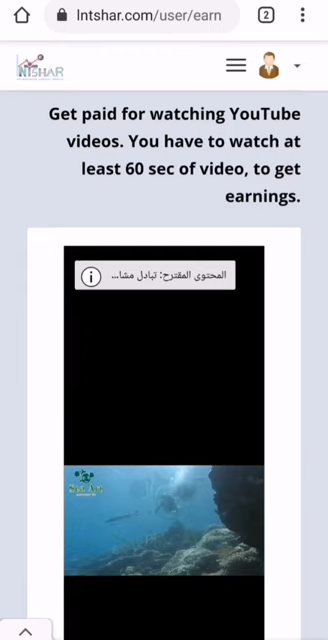 lntshar.com/user/earn
2
INTSHAR
Get paid for watching YouTube
videos. You have to watch at
least 60 sec of video, to get
earnings.
المحتوى المقترح: تبادل مشا...